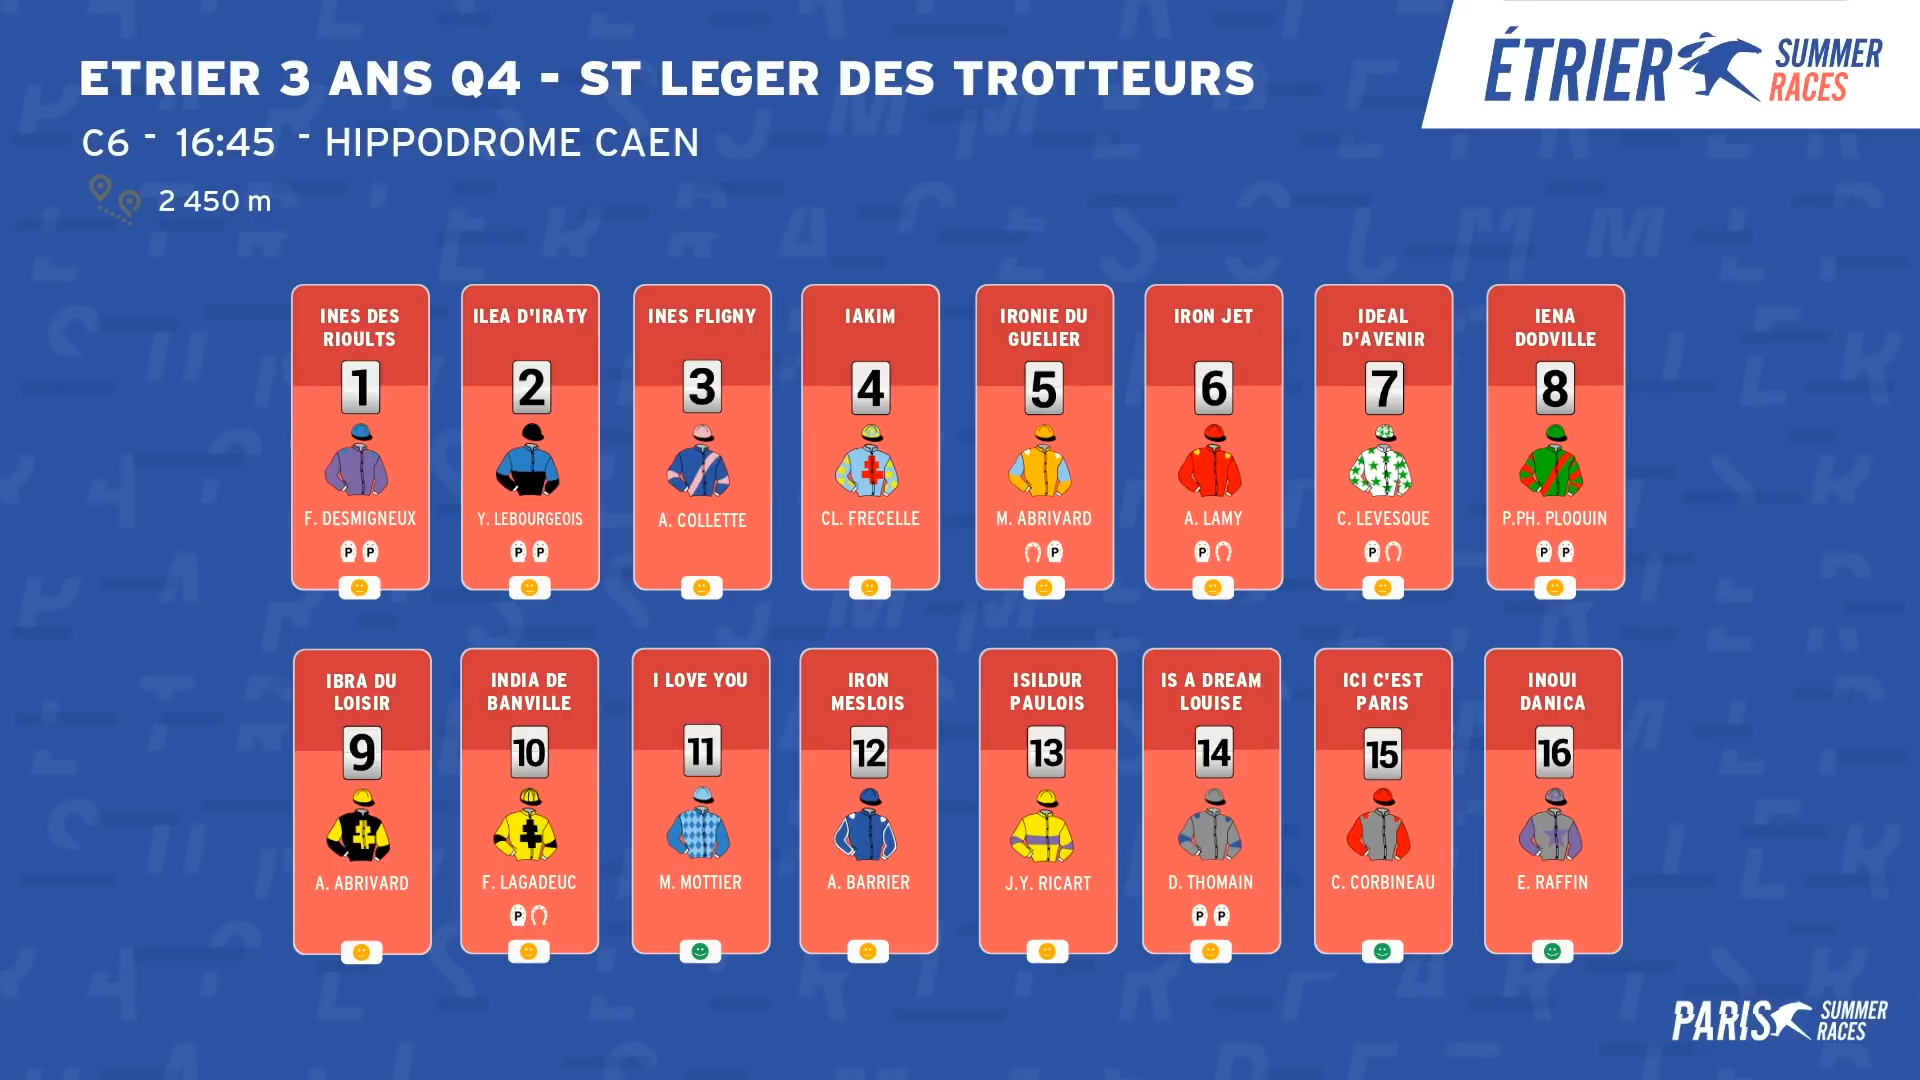 ETRIER 3 ANS Q4 - ST LEGER DES TROTTEURS
ÉTRIER SUMMER RACES
C6 - 16:45 - HIPPODROME CAEN
2 450 m
INES DES
RIOULTS
1
F. DESMIGNEUX
P P
ILEA D'IRATY
2
Y. LEBOURGEOIS
P P
INES FLIGNY
3
A. COLLETTE
IAKIM
4
CL. FRECELLE
IRONIE DU
GUELIER
5
M. ABRIVARD
P
IRON JET
6
A. LAMY
P
IDEAL
D'AVENIR
7
C. LEVESQUE
P
IENA
DODVILLE
8
P.PH. PLOQUIN
P P
IBRA DU
LOISIR
9
A. ABRIVARD
INDIA DE
BANVILLE
10
F. LAGADEUC
P
I LOVE YOU
11
M. MOTTIER
IRON
MESLOIS
12
A. BARRIER
ISILDUR
PAULOIS
13
J.Y. RICART
IS A DREAM
LOUISE
14
D. THOMAIN
P P
ICI C'EST
PARIS
15
C. CORBINEAU
INOUI
DANICA
16
E. RAFFIN
PARIS SUMMER RACES